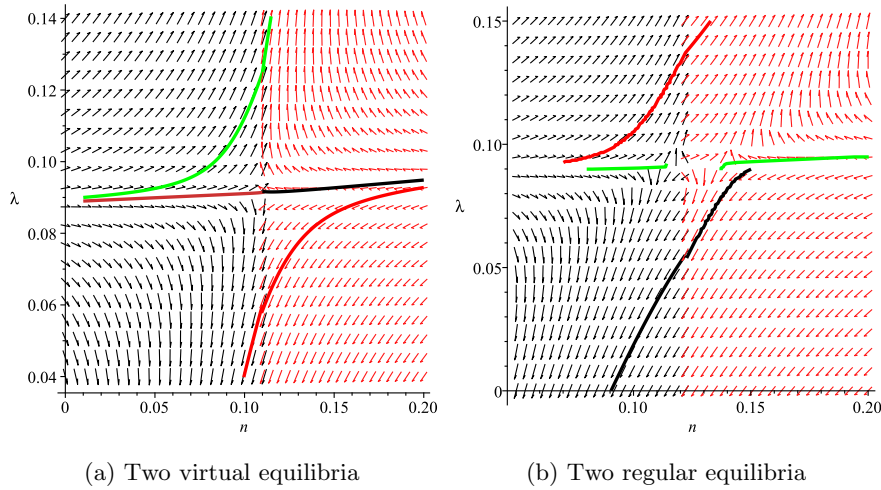 0.14
0.12
0.10
λ
0.08
0.06
0.04
0 0.05 0.10 0.15 0.20
n
(a) Two virtual equilibria
0.15
0.10
λ
0.05
0
0.10 0.15 0.20
n
(b) Two regular equilibria